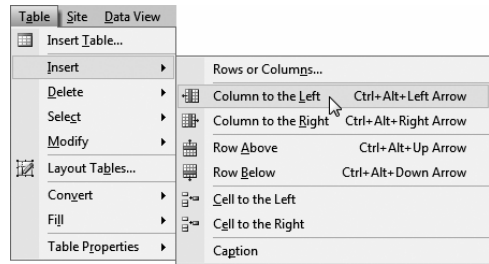 Table Site Data View
Insert Table...
Insert
Delete
Select
Modify
Layout Tables...
Convert
Fill
Table Properties
Rows or Columns...
Column to the Left Ctrl+Alt+Left Arrow
Column to the Right Ctrl+Alt+Right Arrow
Row Above Ctrl+Alt+Up Arrow
Row Below Ctrl+Alt+Down Arrow
Cell to the Left
Cell to the Right
Caption